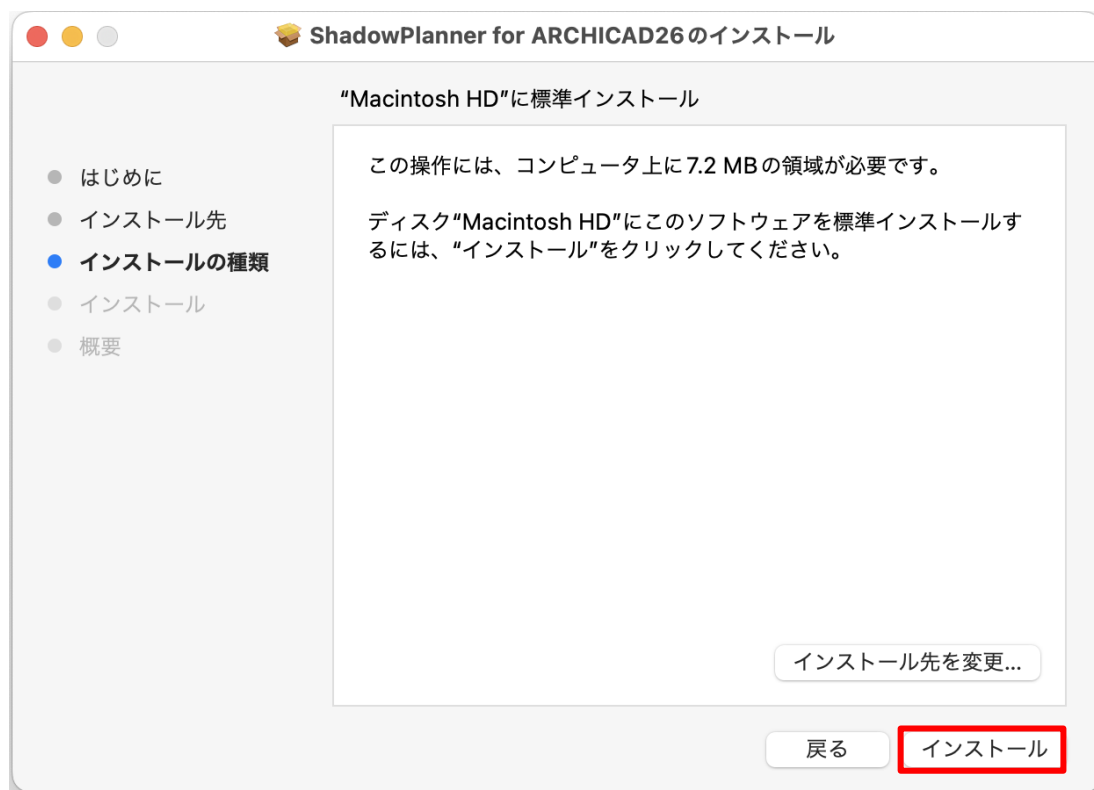 ShadowPlanner for ARCHICAD26のインストール
“Macintosh HD”に標準インストール
はじめに
インストール先
インストールの種類
インストール
概要
この操作には、コンピュータ上に7.2 MBの領域が必要です。
ディスク“Macintosh HD”にこのソフトウェアを標準インストールす
るには、“インストール”をクリックしてください。
インストール先を変更...
戻る
インストール